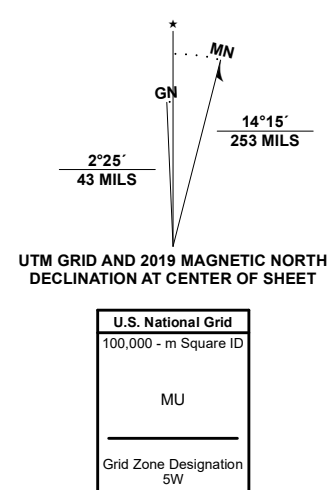 ★
MN
GN
14°15´
253 MILS
2°25´
43 MILS
UTM GRID AND 2019 MAGNETIC NORTH
DECLINATION AT CENTER OF SHEET
U.S. National Grid
100,000 - m Square ID
MU
Grid Zone Designation
5W